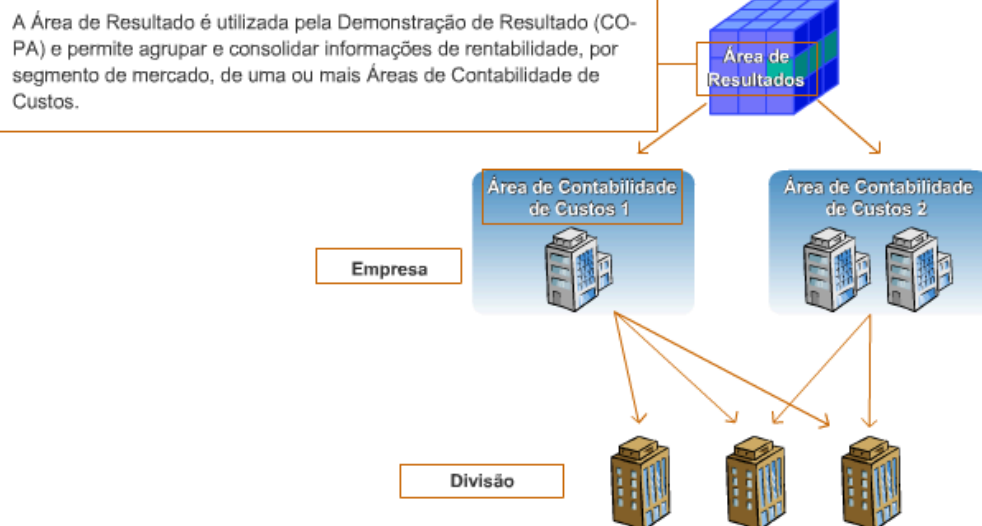 A Área de Resultado é utilizada pela Demonstração de Resultado (CO-
PA) e permite agrupar e consolidar informações de rentabilidade, por
segmento de mercado, de uma ou mais Áreas de Contabilidade de
Custos.
Área de
Resultados
Área de Contabilidade
de Custos 1
Área de Contabilidade
de Custos 2
Empresa
Divisão